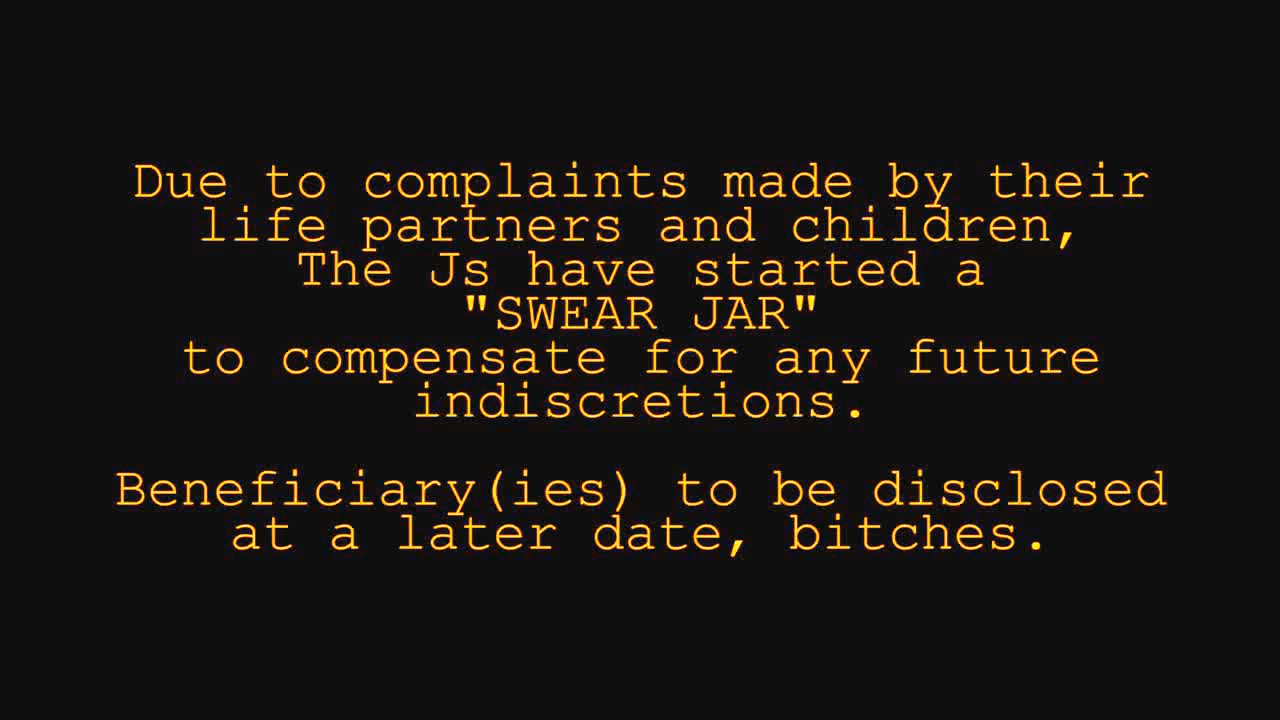 Due to complaints made by their
life partners and children,
The Js have started a
"SWEAR JAR"
to compensate for any future
indiscretions.
Beneficiary(ies) to be disclosed
at a later date, bitches.